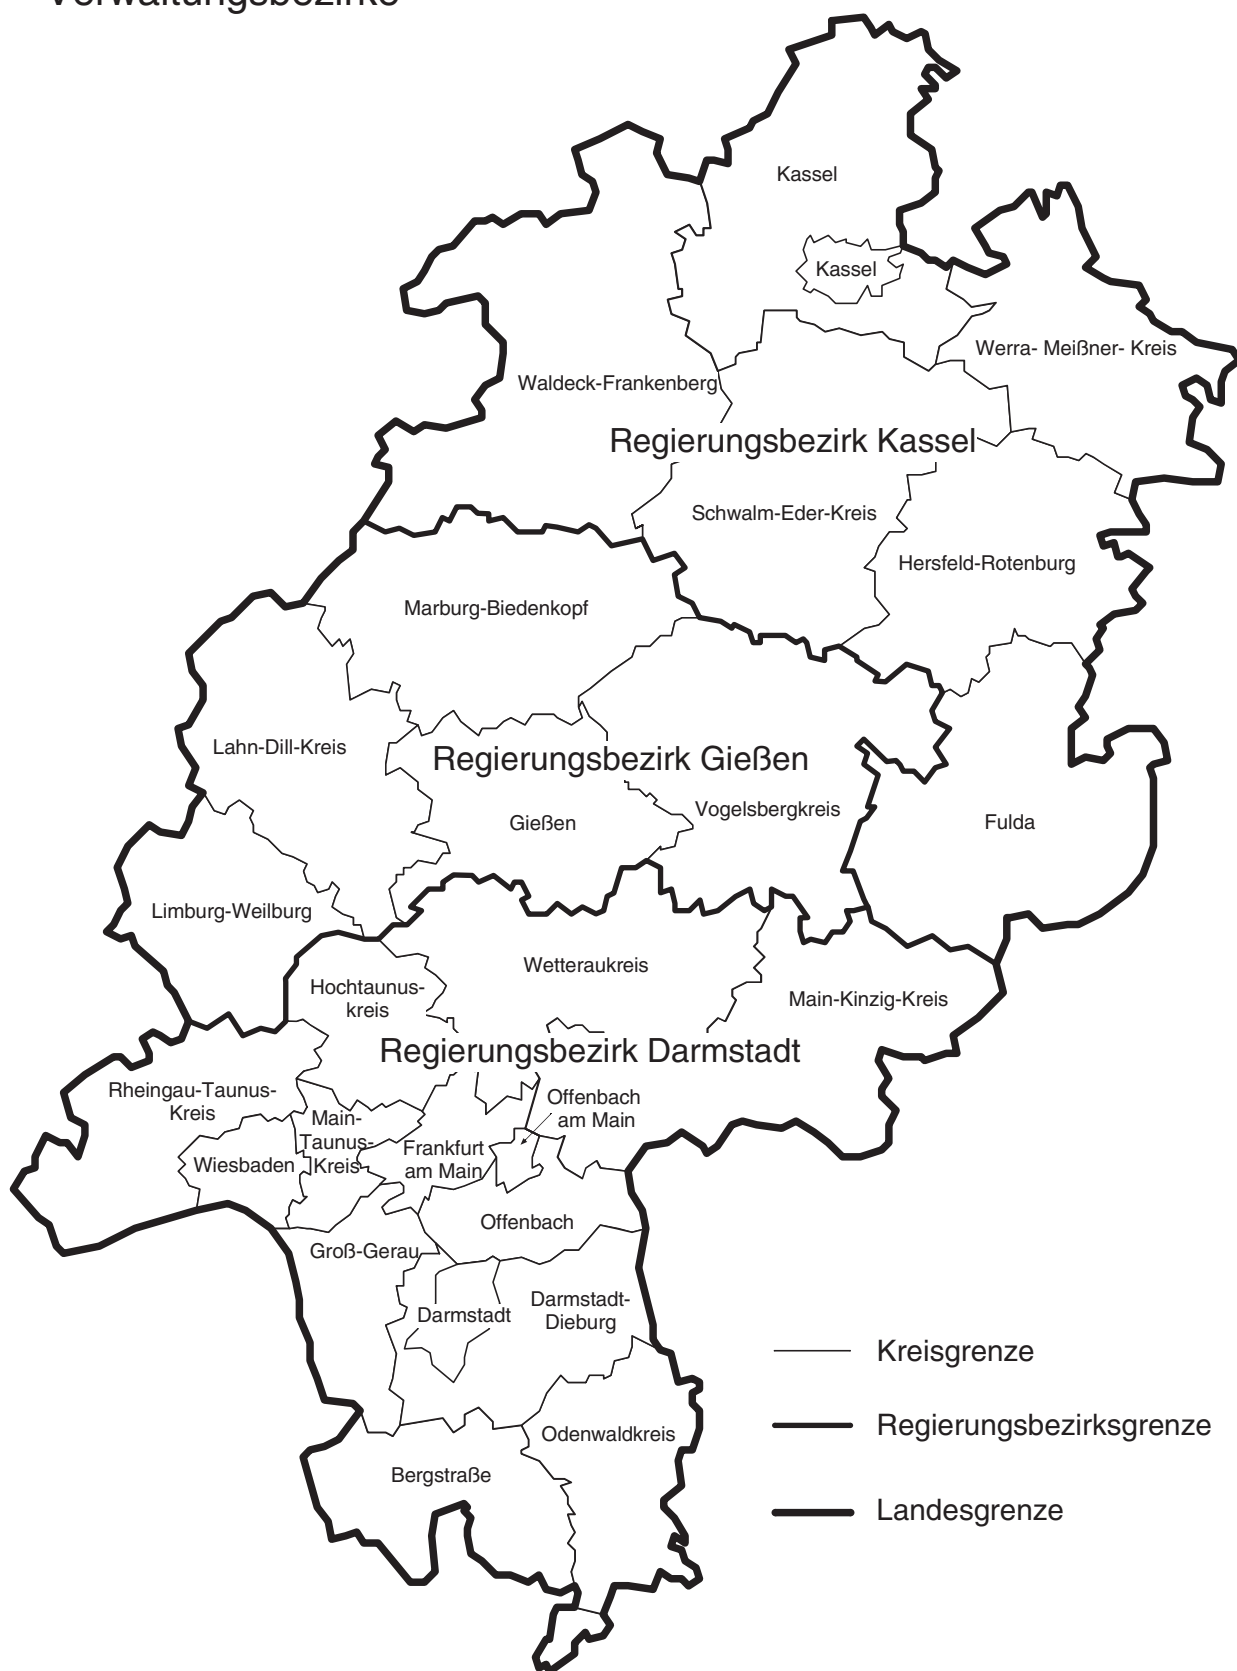 Verwaltungsbezirke
Kassel
Kassel
Werra- Meißner- Kreis
Waldeck-Frankenberg
Regierungsbezirk Kassel
Schwalm-Eder-Kreis
Hersfeld-Rotenburg
Marburg-Biedenkopf
Lahn-Dill-Kreis
Regierungsbezirk Gießen
Vogelsbergkreis
Gießen
Fulda
Limburg-Weilburg
Wetteraukreis
Hochtaunus-
kreis
Main-Kinzig-Kreis
Regierungsbezirk Darmstadt
Rheingau-Taunus-
Kreis
Offenbach
am Main
Main-
Taunus-
Kreis
Frankfurt
am Main
Wiesbaden
Offenbach
Groß-Gerau
Darmstadt
Darmstadt-
Dieburg
Kreisgrenze
Regierungsbezirksgrenze
Odenwaldkreis
Bergstraße
Landesgrenze